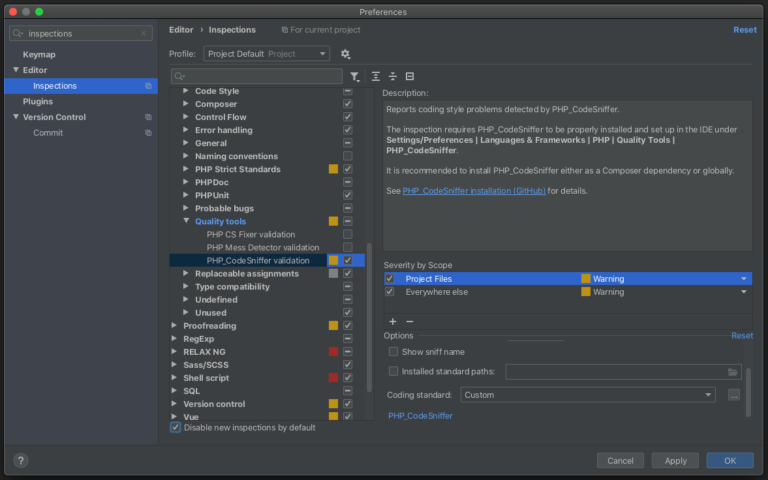 Preferences
inspections
Keymap
Editor
Inspections
Plugins
Version Control
Commit
Editor › Inspections
For current project
Reset
Profile:
Project Default Project
Code Style
Composer
Control Flow
Error handling
General
Naming conventions
PHP Strict Standards
PHPDoc
PHPUnit
Probable bugs
Quality tools
PHP CS Fixer validation
PHP Mess Detector validation
PHP_CodeSniffer validation
Replaceable assignments
Type compatibility
Undefined
Unused
Proofreading
RegExp
RELAX NG
Sass/SCSS
Shell script
SQL
Version control
Vue
Disable new inspections by default
Description:
Reports coding style problems detected by PHP_CodeSniffer.
The inspection requires PHP_CodeSniffer to be properly installed and set up in the IDE under
Settings/Preferences | Languages & Frameworks | PHP | Quality Tools |
PHP_CodeSniffer.
It is recommended to install PHP_CodeSniffer either as a Composer dependency or globally.
See PHP_CodeSniffer installation (GitHub) for details.
Severity by Scope
Project Files Warning
Everywhere else Warning
+ −
Options
Reset
Show sniff name
Installed standard paths:
Coding standard: Custom ...
PHP_CodeSniffer
? Cancel Apply OK